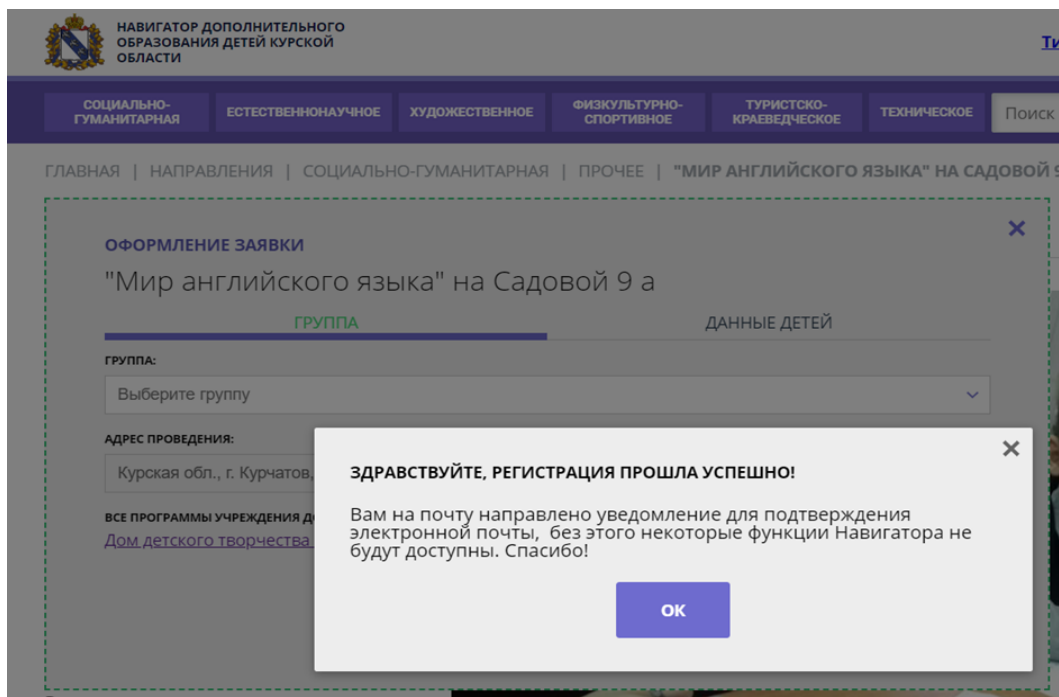 НАВИГАТОР ДОПОЛНИТЕЛЬНОГО
ОБРАЗОВАНИЯ ДЕТЕЙ КУРСКОЙ
ОБЛАСТИ
СОЦИАЛЬНО-
ГУМАНИТАРНАЯ
ЕСТЕСТВЕННОНАУЧНОЕ
ХУДОЖЕСТВЕННОЕ
ФИЗКУЛЬТУРНО-
СПОРТИВНОЕ
ТУРИСТСКО-
КРАЕВЕДЧЕСКОЕ
ТЕХНИЧЕСКОЕ
Поиск
ГЛАВНАЯ | НАПРАВЛЕНИЯ | СОЦИАЛЬНО-ГУМАНИТАРНАЯ | ПРОЧЕЕ | "МИР АНГЛИЙСКОГО ЯЗЫКА" НА САДОВОЙ 9
ОФОРМЛЕНИЕ ЗАЯВКИ
"Мир английского языка" на Садовой 9 а
ГРУППА
ДАННЫЕ ДЕТЕЙ
ГРУППА:
Выберите группу
АДРЕС ПРОВЕДЕНИЯ:
Курская обл., г. Курчатов,
ВСЕ ПРОГРАММЫ УЧРЕЖДЕНИЯ
Дом детского творчества
ЗДРАВСТВУЙТЕ, РЕГИСТРАЦИЯ ПРОШЛА УСПЕШНО!
Вам на почту направлено уведомление для подтверждения
электронной почты, без этого некоторые функции Навигатора не
будут доступны. Спасибо!
ОК